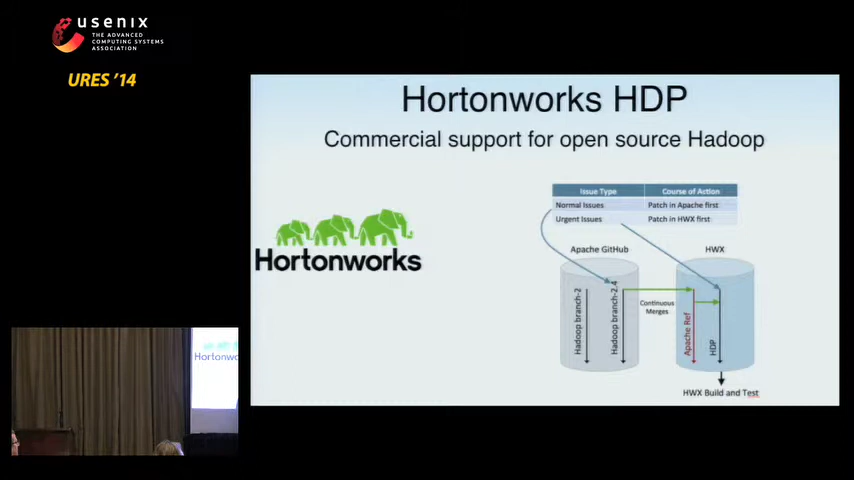 usenix
THE ADVANCED
COMPUTING SYSTEMS
ASSOCIATION
URES '14
Hortonworks HDP
Commercial support for open source Hadoop
Issue Type Course of Action
Normal Issues Patch in Apache first
Urgent Issues Patch in HWX first
Apache GitHub HWX
Hortonworks
Hadoop branch-2
Hadoop branch-2.4
Continuous
Merges
Apache Ref
HDP
HWX Build and Test
Hortonwo